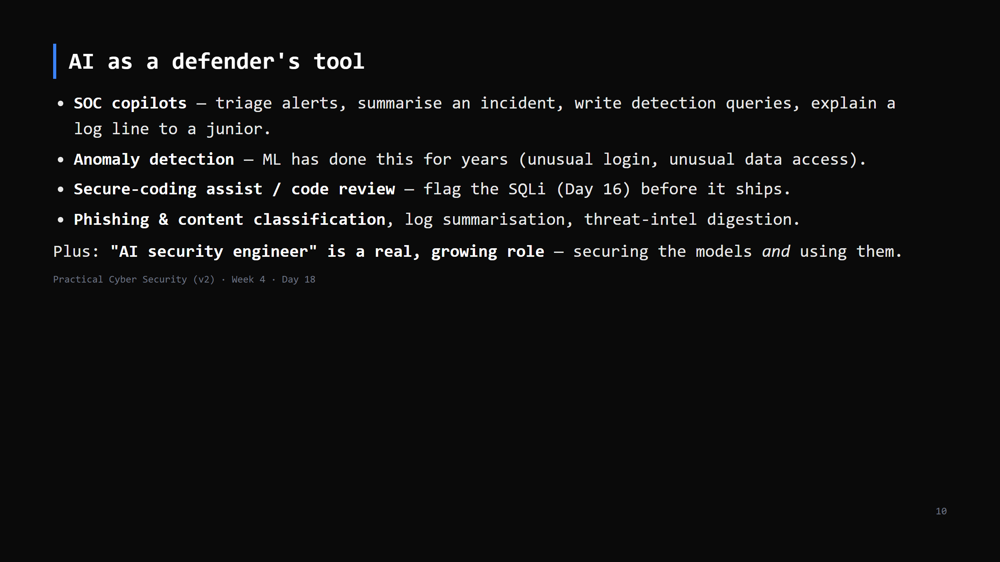 AI as a defender's tool
• SOC copilots — triage alerts, summarise an incident, write detection queries, explain a
log line to a junior.
• Anomaly detection — ML has done this for years (unusual login, unusual data access).
• Secure-coding assist / code review — flag the SQLi (Day 16) before it ships.
• Phishing & content classification, log summarisation, threat-intel digestion.
Plus: "AI security engineer" is a real, growing role — securing the models and using them.
Practical Cyber Security (v2) · Week 4 · Day 18
10